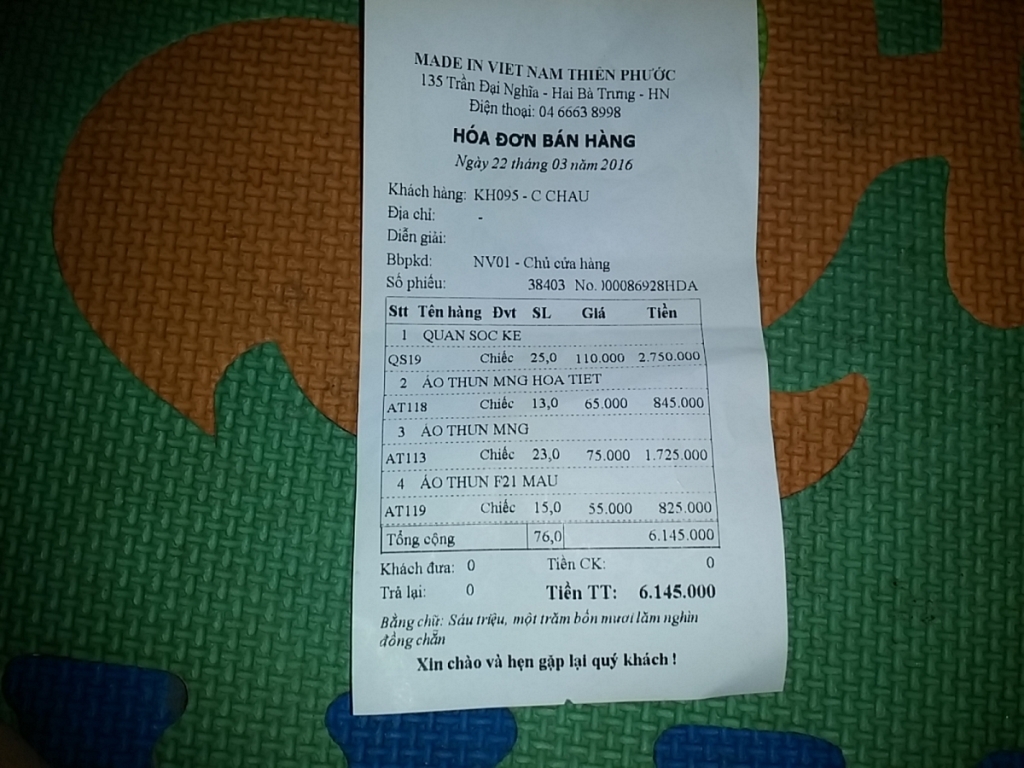 MADE IN VIET NAM THIÊN PHƯỚC
135 Trần Đại Nghĩa - Hai Bà Trưng - HN
Điện thoại: 04 6663 8998
HÓA ĐƠN BÁN HÀNG
Ngày 22 tháng 03 năm 2016
Khách hàng: KH095 - C CHAU
Địa chỉ: -
Diễn giải:
Bbpkd: NV01 - Chủ cửa hàng
Số phiếu: 38403 No. )00086928HDA
Stt Tên hàng Đvt SL Giá Tiền
1 QUAN SOC KE
QS19 Chiếc 25,0 110.000 2.750.000
2 ÁO THUN MNG HOA TIET
AT118 Chiếc 13,0 65.000 845.000
3 ÁO THUN MNG
AT113 Chiếc 23,0 75.000 1.725.000
4 ÁO THUN F21 MAU
AT119 Chiếc 15,0 55.000 825.000
Tổng cộng 76,0 6.145.000
Khách đưa: 0 Tiền CK: 0
Trả lại: 0 Tiền TT: 6.145.000
Bằng chữ: Sáu triệu, một trăm bốn mươi lăm nghìn
đồng chẵn
Xin chào và hẹn gặp lại quý khách !